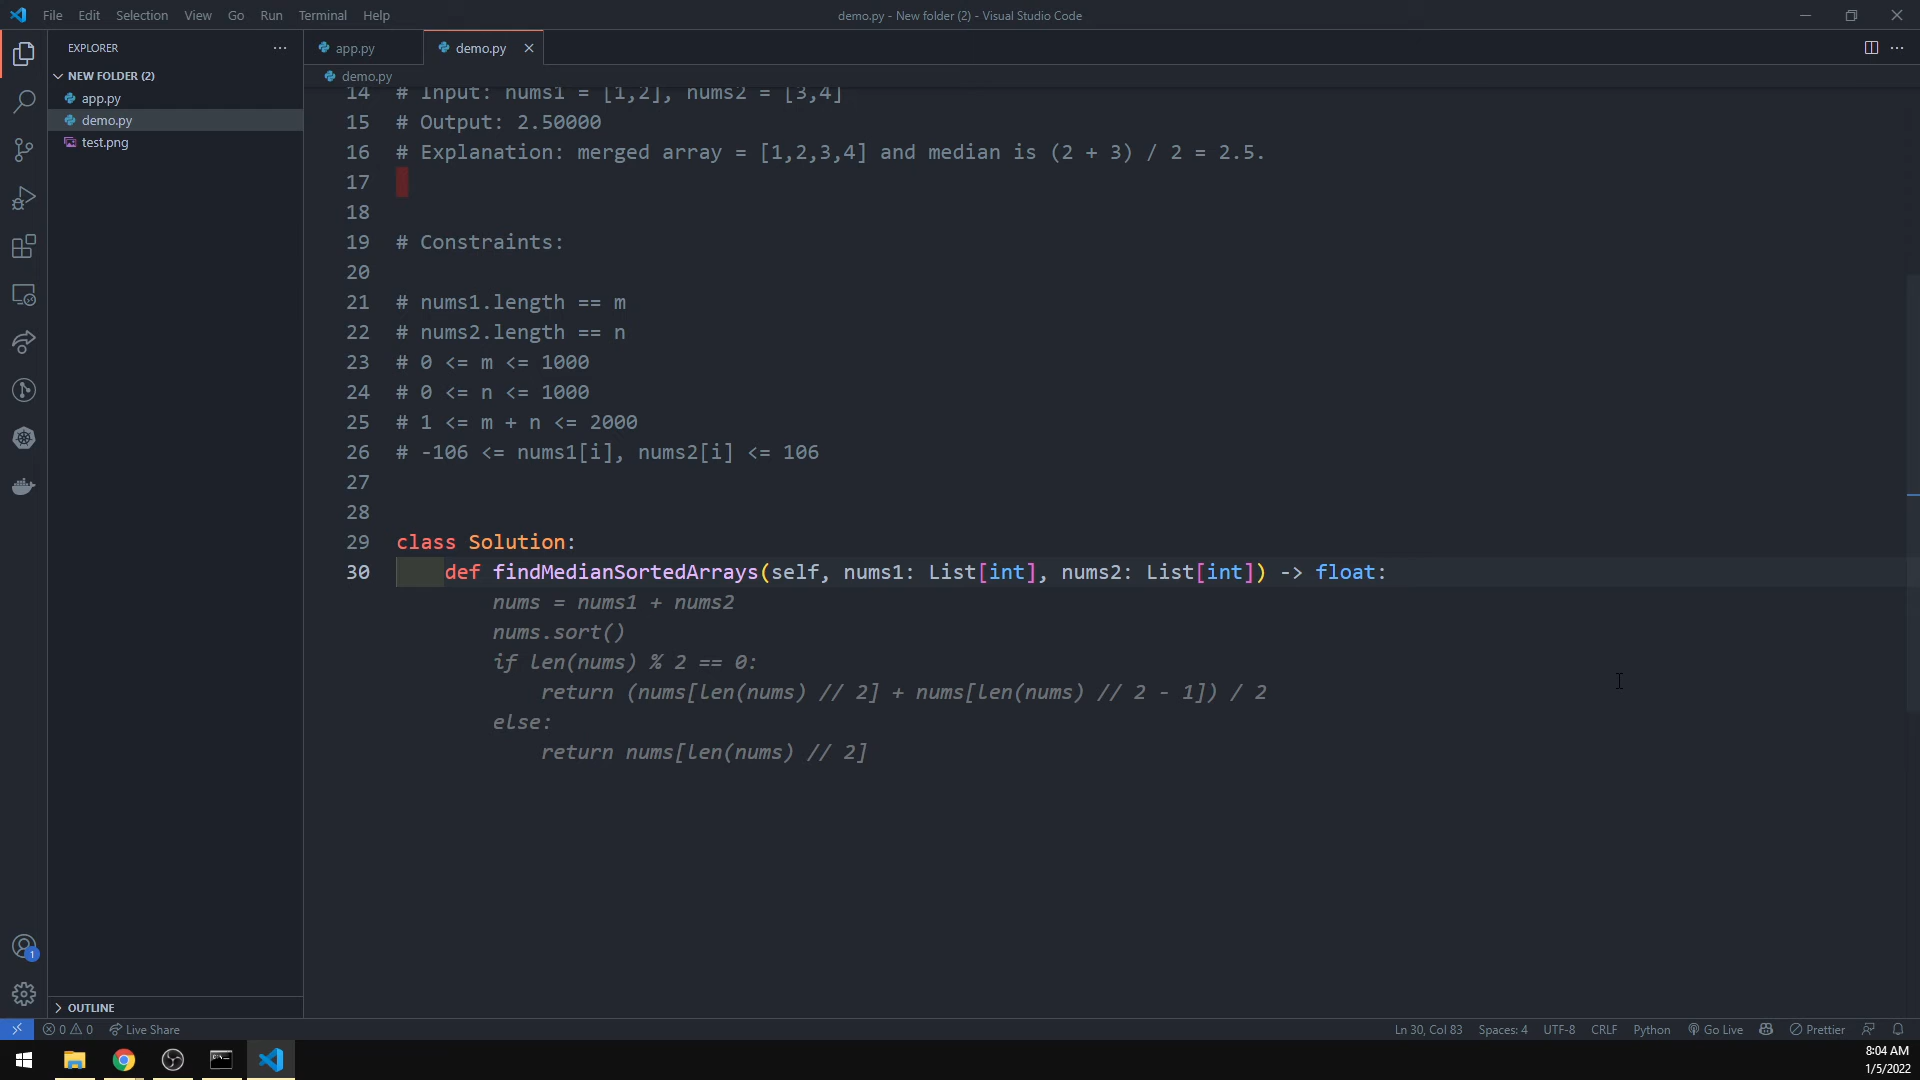 File Edit Selection View Go Run Terminal Help
demo.py - New folder (2) - Visual Studio Code
EXPLORER
app.py
demo.py
NEW FOLDER (2)
app.py
demo.py
test.png
demo.py
14 # Input: nums1 = [1,2], nums2 = [3,4]
15 # Output: 2.50000
16 # Explanation: merged array = [1,2,3,4] and median is (2 + 3) / 2 = 2.5.
17
18
19 # Constraints:
20
21 # nums1.length == m
22 # nums2.length == n
23 # 0 <= m <= 1000
24 # 0 <= n <= 1000
25 # 1 <= m + n <= 2000
26 # -106 <= nums1[i], nums2[i] <= 106
27
28
29 class Solution:
30 def findMedianSortedArrays(self, nums1: List[int], nums2: List[int]) -> float:
nums = nums1 + nums2
nums.sort()
if len(nums) % 2 == 0:
return (nums[len(nums) // 2] + nums[len(nums) // 2 - 1]) / 2
else:
return nums[len(nums) // 2]
1
OUTLINE
0 0 Live Share
Ln 30, Col 83 Spaces: 4 UTF-8 CRLF Python Go Live Prettier
8:04 AM
1/5/2022